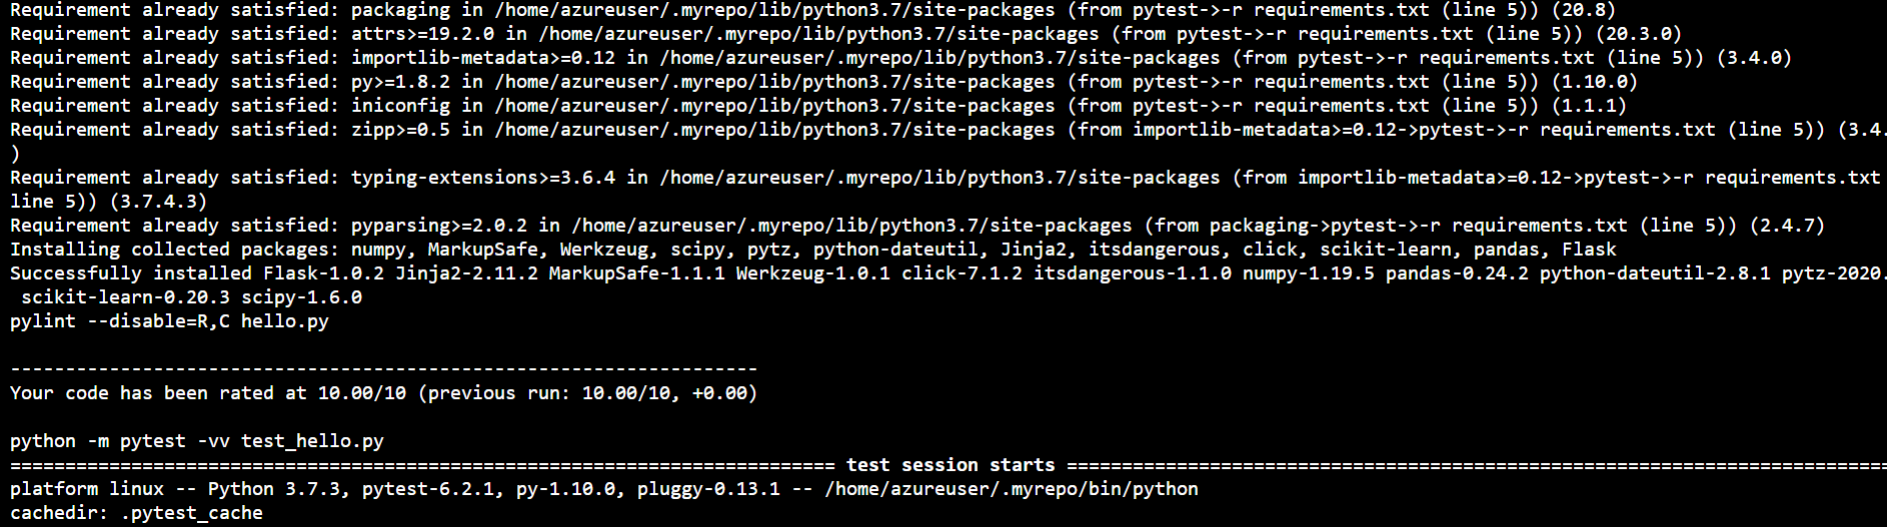 Requirement already satisfied: packaging in /home/azureuser/.myrepo/lib/python3.7/site-packages (from pytest->-r requirements.txt (line 5)) (20.8)
Requirement already satisfied: attrs>=19.2.0 in /home/azureuser/.myrepo/lib/python3.7/site-packages (from pytest->-r requirements.txt (line 5)) (20.3.0)
Requirement already satisfied: importlib-metadata>=0.12 in /home/azureuser/.myrepo/lib/python3.7/site-packages (from pytest->-r requirements.txt (line 5)) (3.4.0)
Requirement already satisfied: py>=1.8.2 in /home/azureuser/.myrepo/lib/python3.7/site-packages (from pytest->-r requirements.txt (line 5)) (1.10.0)
Requirement already satisfied: iniconfig in /home/azureuser/.myrepo/lib/python3.7/site-packages (from pytest->-r requirements.txt (line 5)) (1.1.1)
Requirement already satisfied: zipp>=0.5 in /home/azureuser/.myrepo/lib/python3.7/site-packages (from importlib-metadata>=0.12->pytest->-r requirements.txt (line 5)) (3.4.
)
Requirement already satisfied: typing-extensions>=3.6.4 in /home/azureuser/.myrepo/lib/python3.7/site-packages (from importlib-metadata>=0.12->pytest->-r requirements.txt
line 5)) (3.7.4.3)
Requirement already satisfied: pyparsing>=2.0.2 in /home/azureuser/.myrepo/lib/python3.7/site-packages (from packaging->pytest->-r requirements.txt (line 5)) (2.4.7)
Installing collected packages: numpy, MarkupSafe, Werkzeug, scipy, pytz, python-dateutil, Jinja2, itsdangerous, click, scikit-learn, pandas, Flask
Successfully installed Flask-1.0.2 Jinja2-2.11.2 MarkupSafe-1.1.1 Werkzeug-1.0.1 click-7.1.2 itsdangerous-1.1.0 numpy-1.19.5 pandas-0.24.2 python-dateutil-2.8.1 pytz-2020.
scikit-learn-0.20.3 scipy-1.6.0
pylint --disable=R,C hello.py
--------------------------------------------------------------------
Your code has been rated at 10.00/10 (previous run: 10.00/10, +0.00)
python -m pytest -vv test_hello.py
=========================================================================== test session starts ===========================================================================
platform linux -- Python 3.7.3, pytest-6.2.1, py-1.10.0, pluggy-0.13.1 -- /home/azureuser/.myrepo/bin/python
cachedir: .pytest_cache